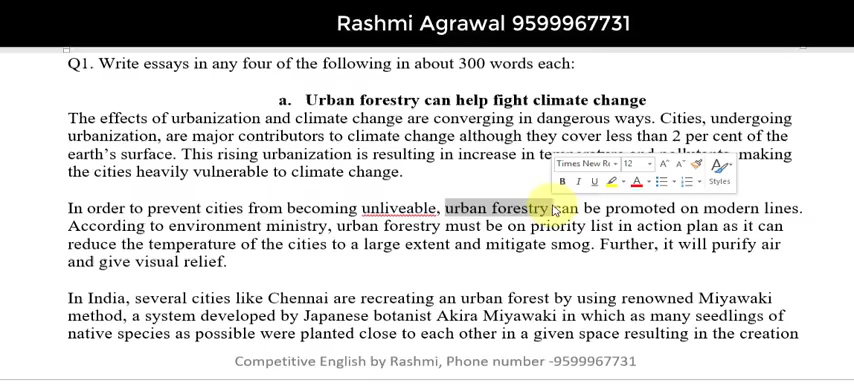 Rashmi Agrawal 9599967731
Q1. Write essays in any four of the following in about 300 words each:
a. Urban forestry can help fight climate change
The effects of urbanization and climate change are converging in dangerous ways. Cities, undergoing
urbanization, are major contributors to climate change although they cover less than 2 per cent of the
earth's surface. This rising urbanization is resulting in increase in making
the cities heavily vulnerable to climate change.
Times New R 12
B I U A Styles
In order to prevent cities from becoming unliveable, urban forestry can be promoted on modern lines.
According to environment ministry, urban forestry must be on priority list in action plan as it can
reduce the temperature of the cities to a large extent and mitigate smog. Further, it will purify air
and give visual relief.
In India, several cities like Chennai are recreating an urban forest by using renowned Miyawaki
method, a system developed by Japanese botanist Akira Miyawaki in which as many seedlings of
native species as possible were planted close to each other in a given space resulting in the creation
Competitive English by Rashmi, Phone number -9599967731